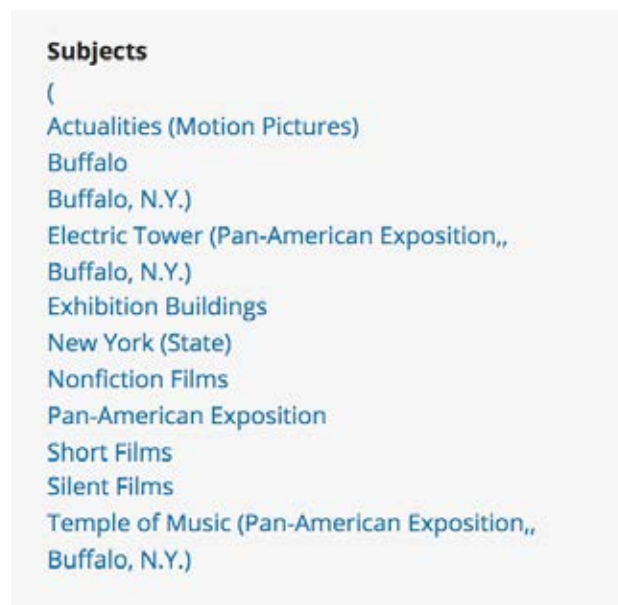 Subjects
(
Actualities (Motion Pictures)
Buffalo
Buffalo, N.Y.)
Electric Tower (Pan-American Exposition,,
Buffalo, N.Y.)
Exhibition Buildings
New York (State)
Nonfiction Films
Pan-American Exposition
Short Films
Silent Films
Temple of Music (Pan-American Exposition,,
Buffalo, N.Y.)